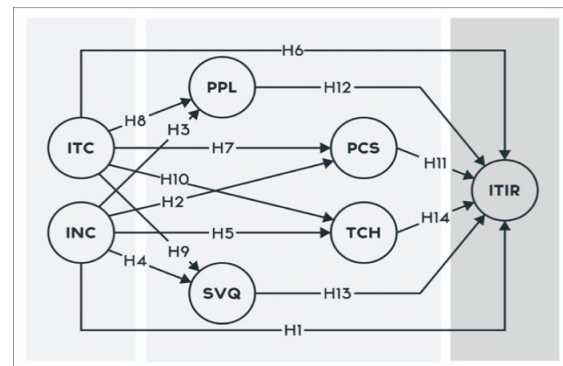 H6
PPL
H12
H8
H3
ITC
H7
PCS
H11
H10
H2
ITIR
H14
INC
H5
TCH
H9
H4
SVQ
H13
H1